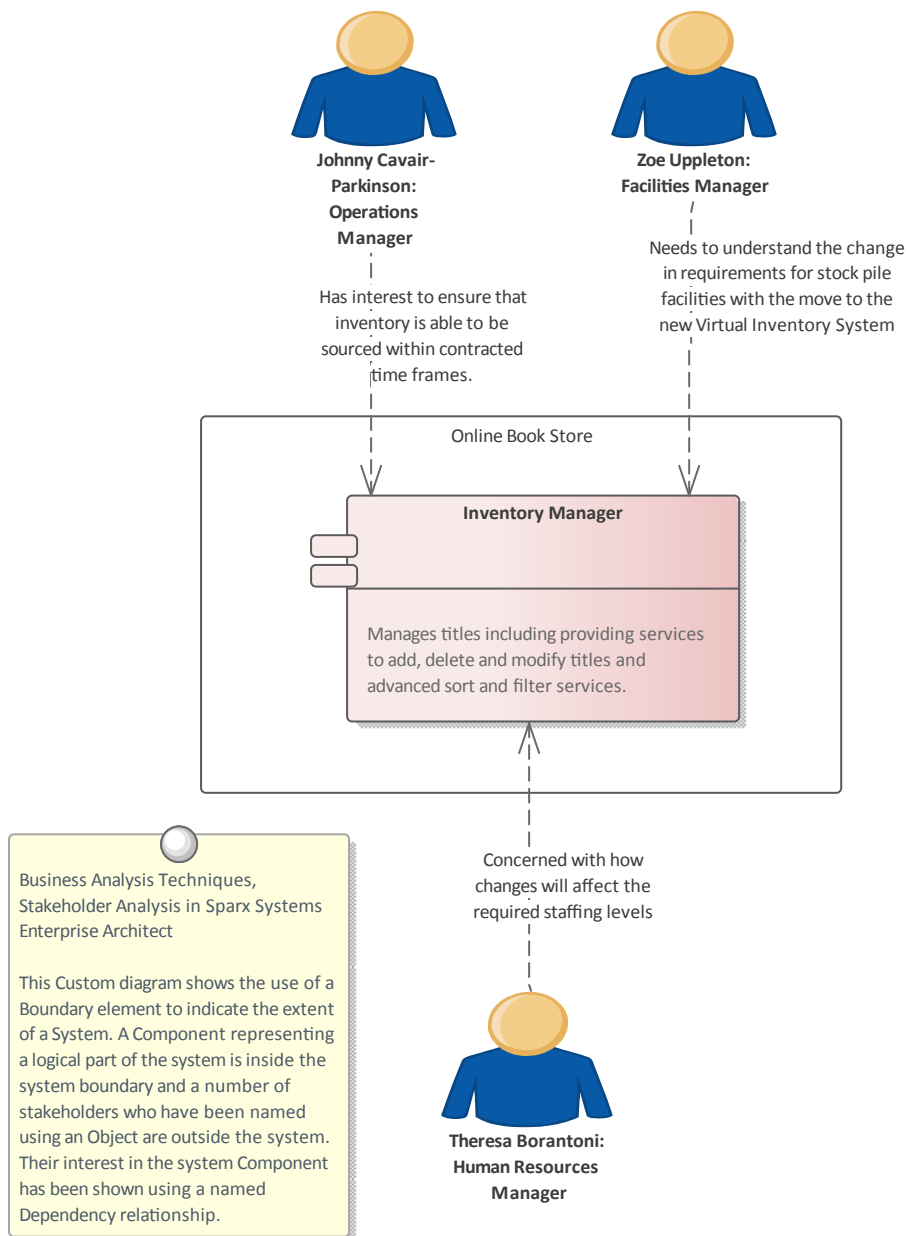 Johnny Cavair-
Parkinson:
Operations
Manager
Zoe Uppleton:
Facilities Manager
Has interest to ensure that
inventory is able to be
sourced within contracted
time frames.
Needs to understand the change
in requirements for stock pile
facilities with the move to the
new Virtual Inventory System
Online Book Store
Inventory Manager
Manages titles including providing services
to add, delete and modify titles and
advanced sort and filter services.
Concerned with how
changes will affect the
required staffing levels
Theresa Borantoni:
Human Resources
Manager
Business Analysis Techniques,
Stakeholder Analysis in Sparx Systems
Enterprise Architect
This Custom diagram shows the use of a
Boundary element to indicate the extent
of a System. A Component representing
a logical part of the system is inside the
system boundary and a number of
stakeholders who have been named
using an Object are outside the system.
Their interest in the system Component
has been shown using a named
Dependency relationship.